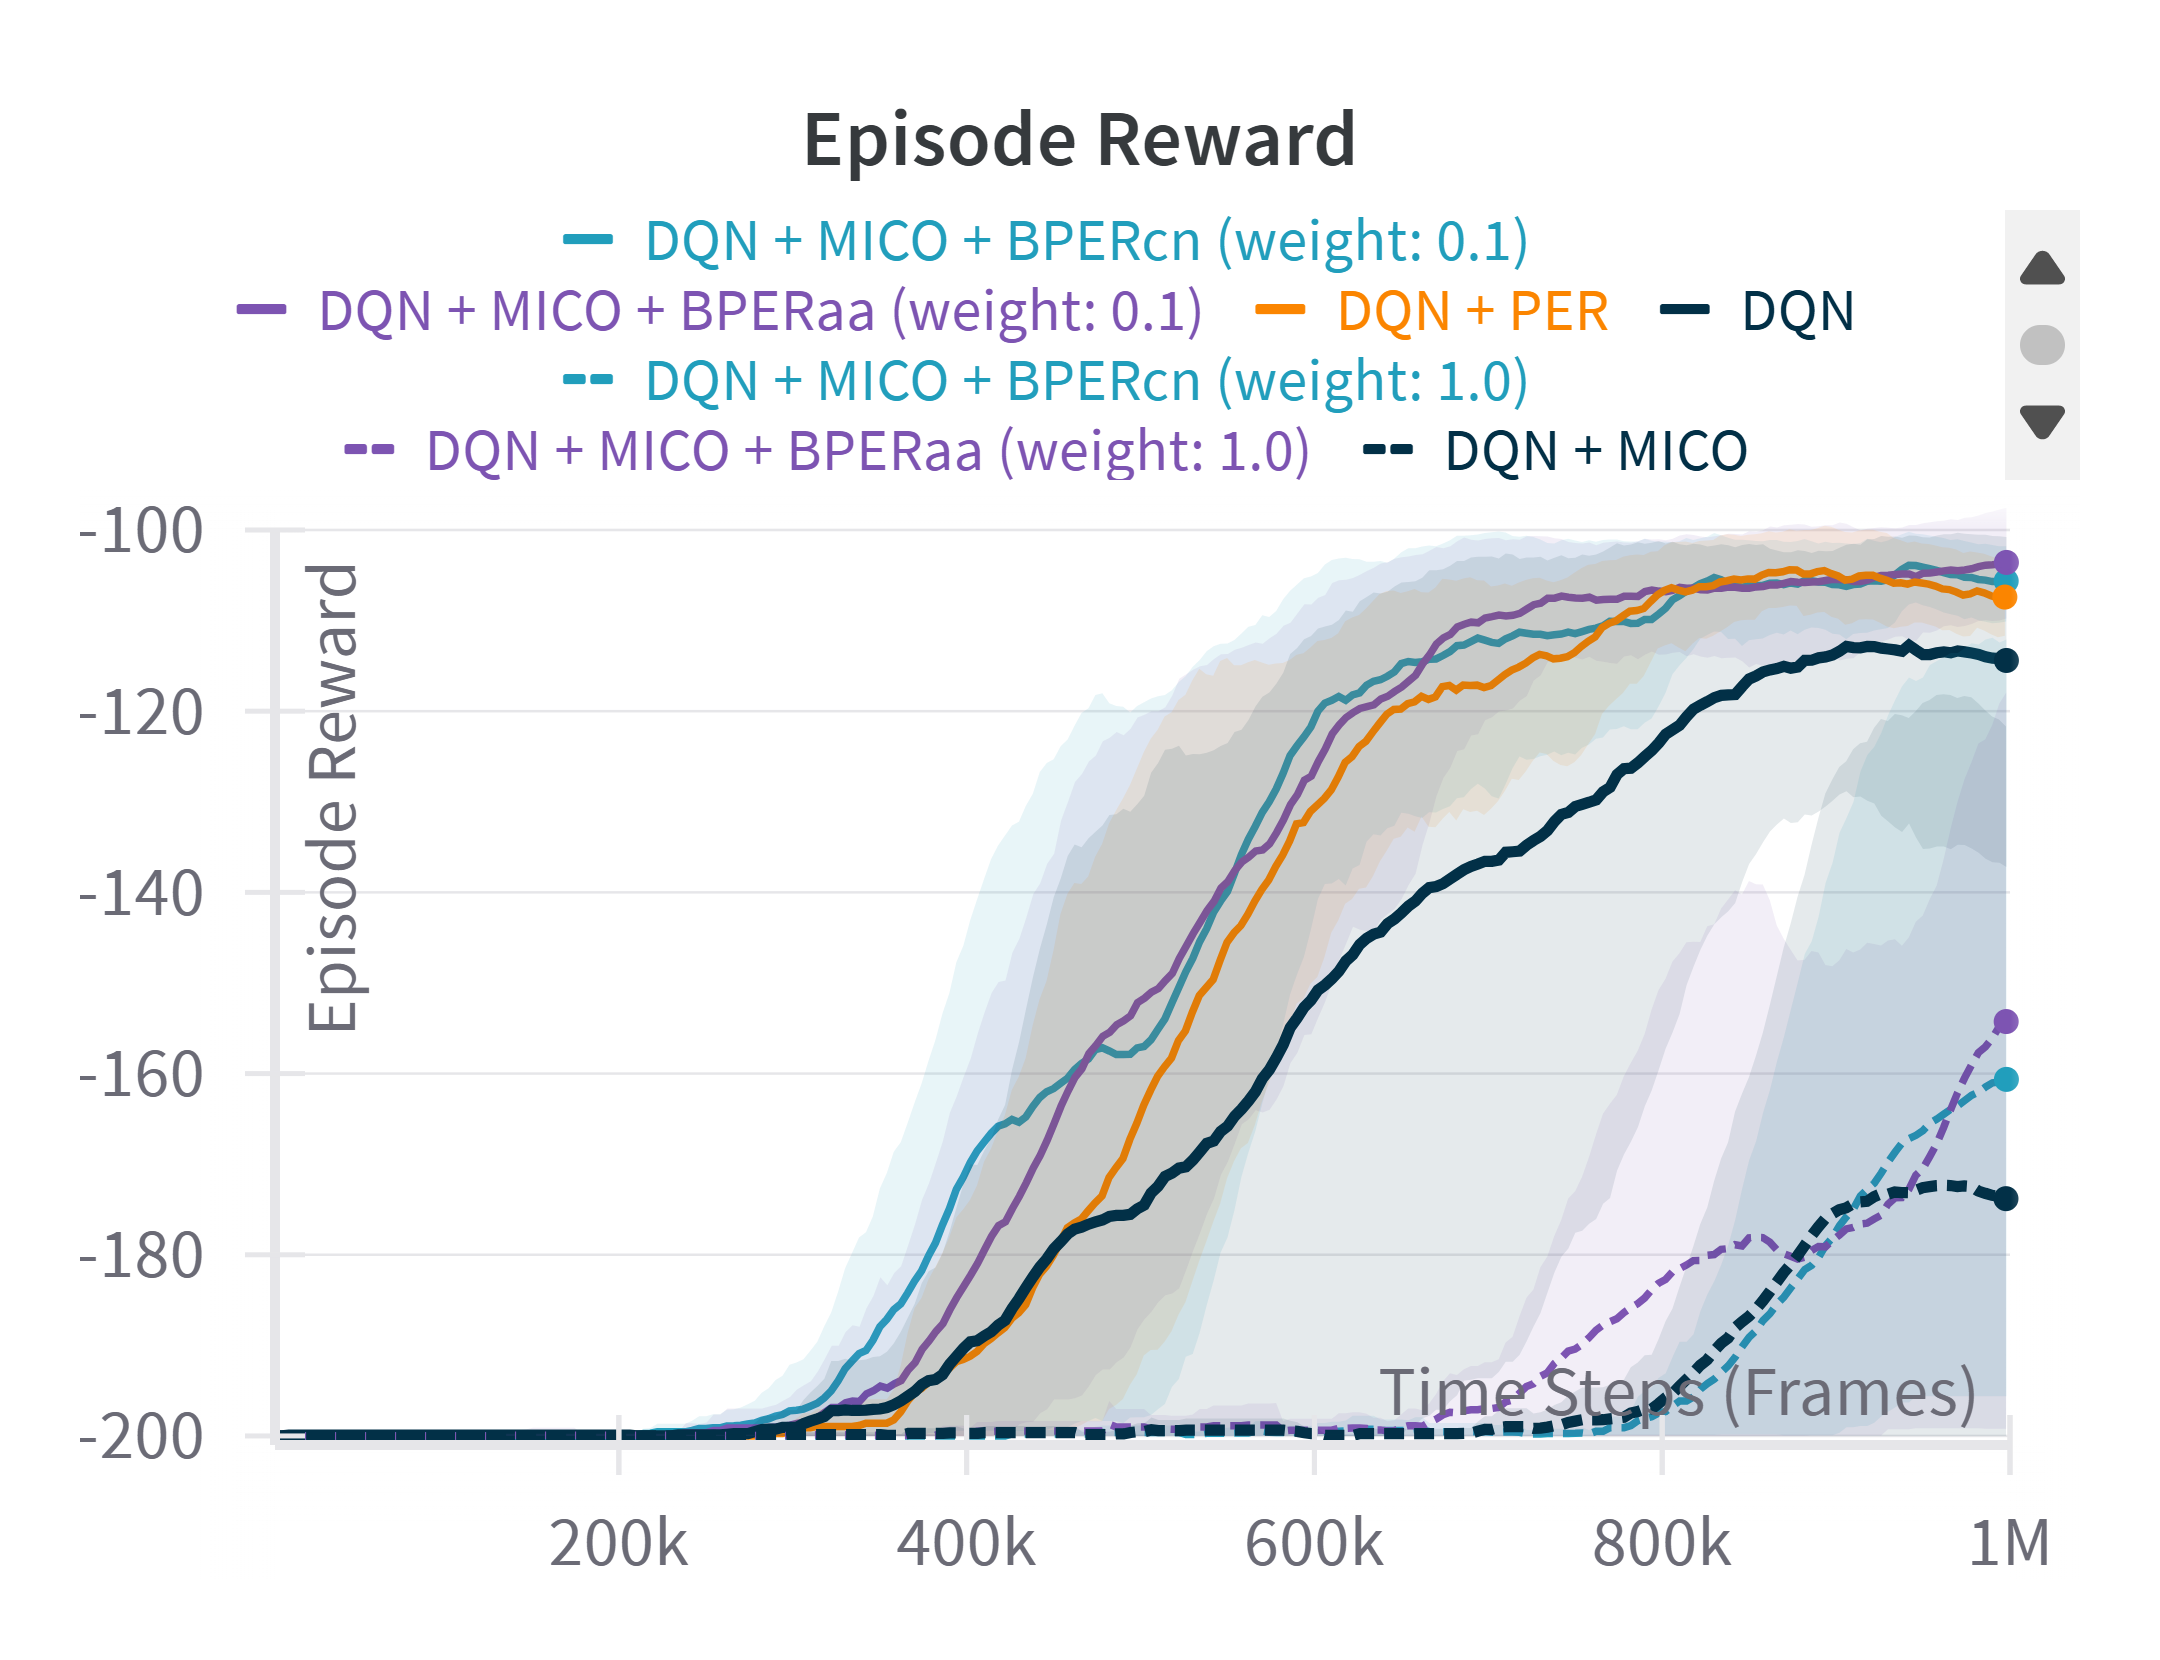 Episode Reward
DQN + MICO + BPERcn (weight: 0.1)
DQN + MICO + BPERaa (weight: 0.1) DQN + PER DQN
DQN + MICO + BPERcn (weight: 1.0)
DQN + MICO + BPERaa (weight: 1.0) DQN + MICO
Episode Reward
-100
-120
-140
-160
-180
-200
Time Steps (Frames)
200k 400k 600k 800k 1M